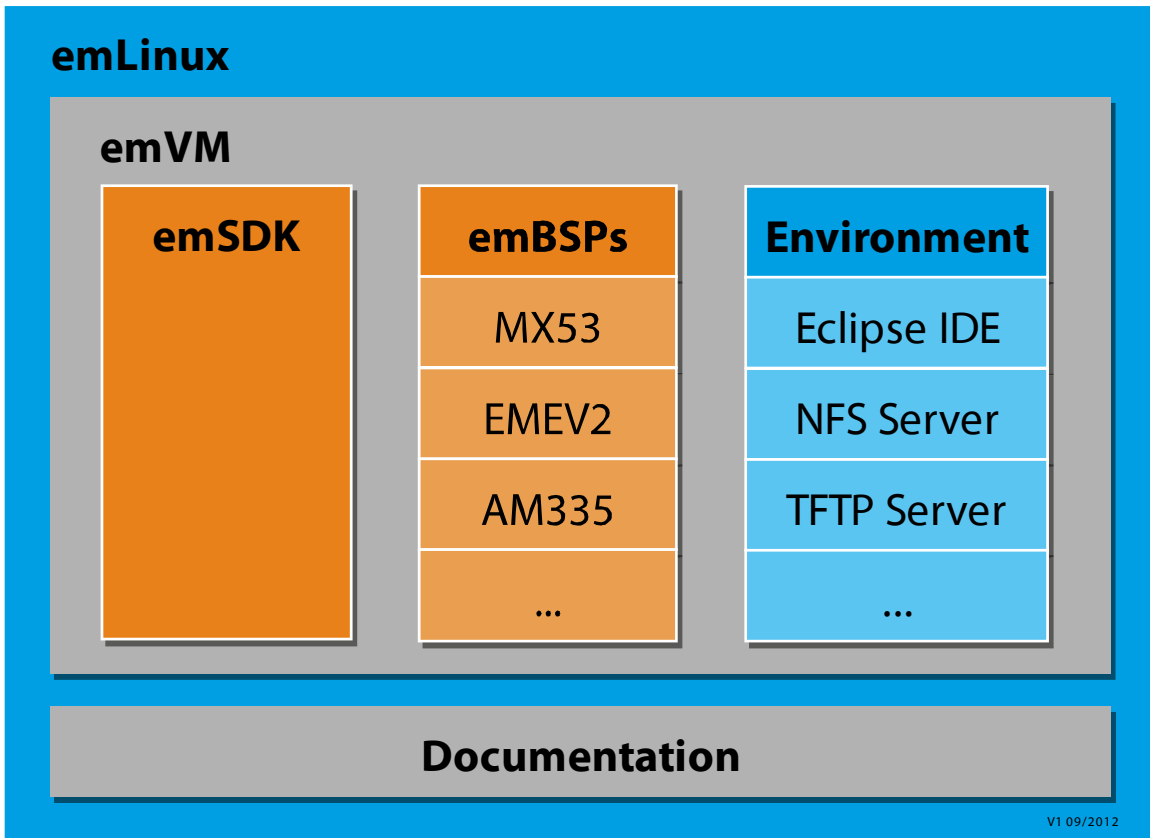 emLinux
emVM
emSDK
emBSPs
MX53
EMEV2
AM335
...
Environment
Eclipse IDE
NFS Server
TFTP Server
...
Documentation
V1 09/2012